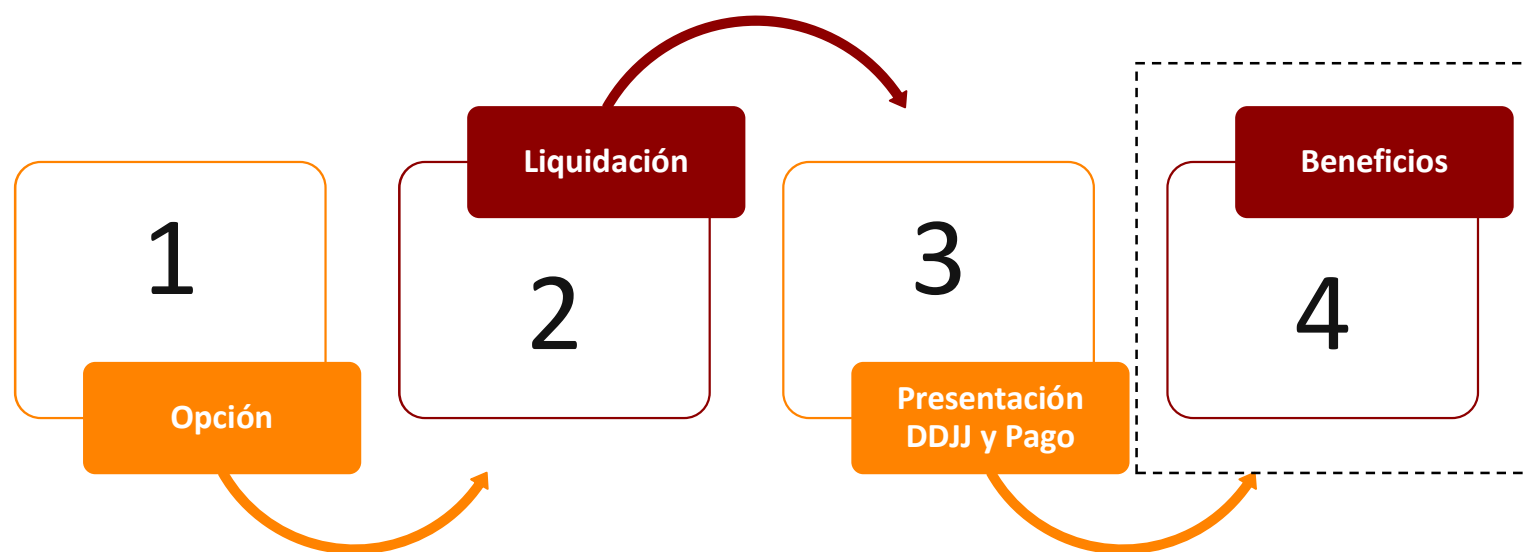 1
Opción
Liquidación
2
3
Presentación
DDJJ y Pago
Beneficios
4